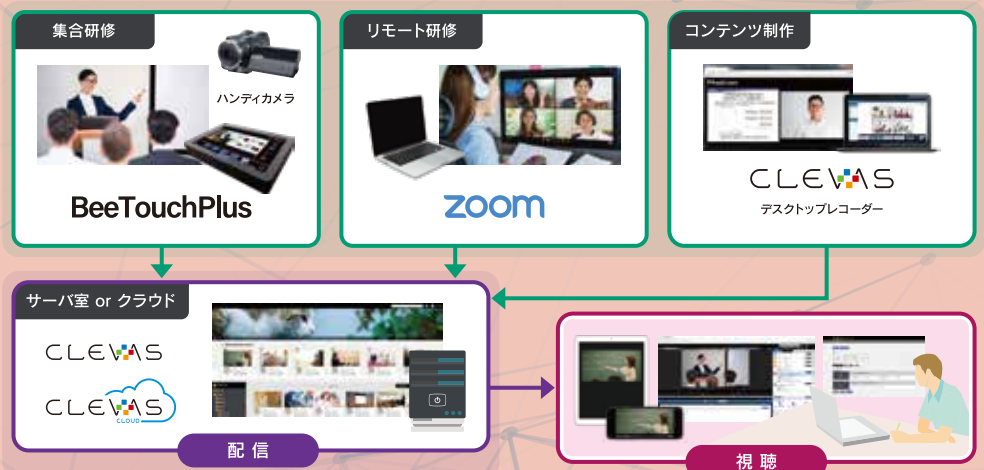 集合研修
ハンディカメラ
BeeTouchPlus
リモート研修
zoom
コンテンツ制作
CLEVAS
デスクトップレコーダー
サーバ室 or クラウド
CLEVAS
CLEVAS
CLOUD
配信
視聴